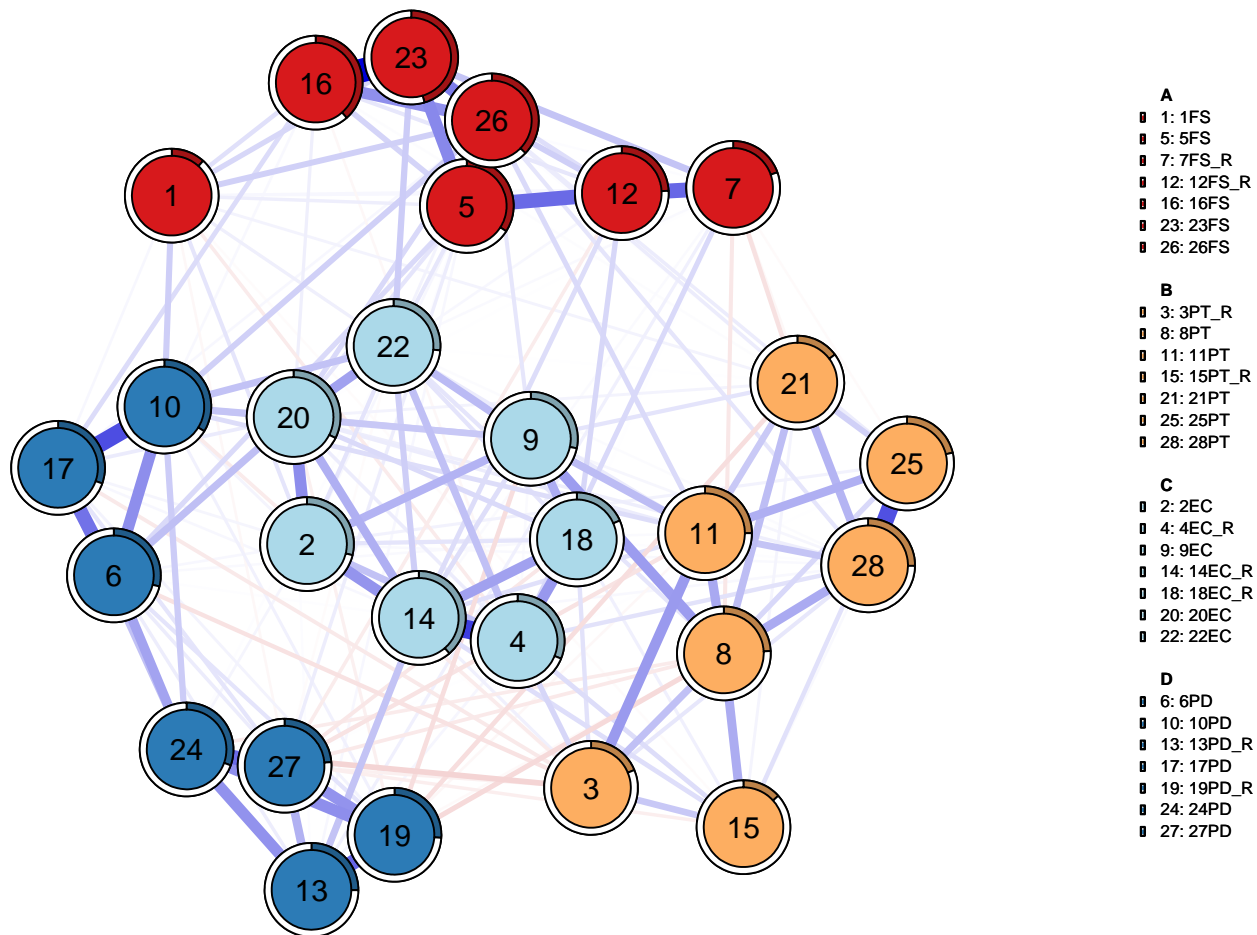 23
16
26
1
5
12
7
22
21
10
20
9
25
17
11
18
2
28
6
14
4
8
24
27
3
19
15
13
A
1: 1FS
5: 5FS
7: 7FS_R
12: 12FS_R
16: 16FS
23: 23FS
26: 26FS
B
3: 3PT_R
8: 8PT
11: 11PT
15: 15PT_R
21: 21PT
25: 25PT
28: 28PT
C
2: 2EC
4: 4EC_R
9: 9EC
14: 14EC_R
18: 18EC_R
20: 20EC
22: 22EC
D
6: 6PD
10: 10PD
13: 13PD_R
17: 17PD
19: 19PD_R
24: 24PD
27: 27PD